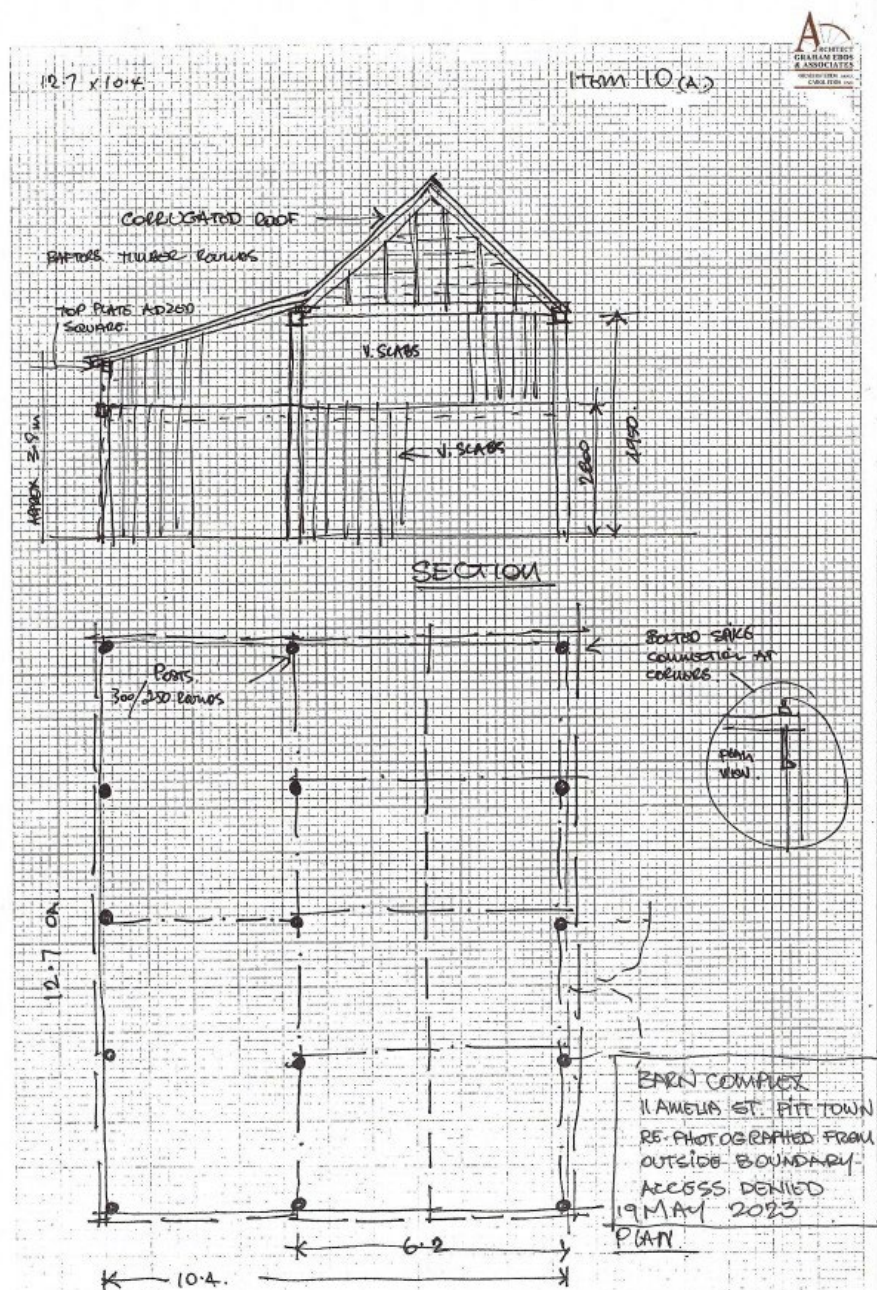 ARCHITECT
GRAHAM EDDS
& ASSOCIATES
12.7 x 10.4.
ITEM 10 (A)
CORRUGATED ROOF
RAFTERS TIMBER ROUNDS
TOP PLATE ADZED
SQUARE.
V. SLABS
V. SLABS
APPROX 3.8m
2800
4950.
SECTION
POSTS.
300/250 ROUNDS
BOLTED SPIKE
CONNECTION AT
CORNERS.
PLAN
VIEW.
12.7 OA.
BARN COMPLEX
11 AMELIA ST. PITT TOWN
RE-PHOTOGRAPHED FROM
OUTSIDE BOUNDARY-
ACCESS DENIED
19 MAY 2023
PLAN
6.2
10.4.